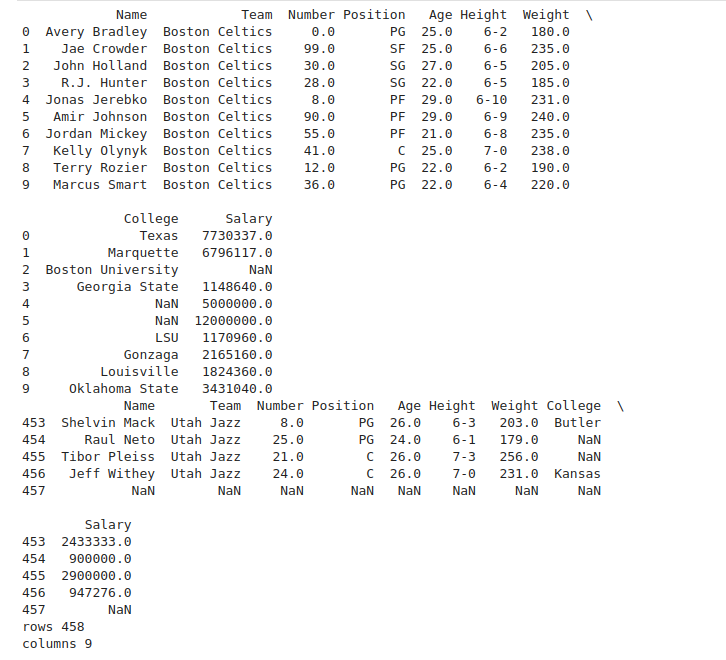 Name            Team  Number Position   Age Height  Weight  \
0  Avery Bradley  Boston Celtics     0.0       PG  25.0    6-2   180.0
1    Jae Crowder  Boston Celtics    99.0       SF  25.0    6-6   235.0
2   John Holland  Boston Celtics    30.0       SG  27.0    6-5   205.0
3    R.J. Hunter  Boston Celtics    28.0       SG  22.0    6-5   185.0
4  Jonas Jerebko  Boston Celtics     8.0       PF  29.0   6-10   231.0
5   Amir Johnson  Boston Celtics    90.0       PF  29.0    6-9   240.0
6  Jordan Mickey  Boston Celtics    55.0       PF  21.0    6-8   235.0
7   Kelly Olynyk  Boston Celtics    41.0        C  25.0    7-0   238.0
8   Terry Rozier  Boston Celtics    12.0       PG  22.0    6-2   190.0
9   Marcus Smart  Boston Celtics    36.0       PG  22.0    6-4   220.0

             College      Salary
0              Texas   7730337.0
1          Marquette   6796117.0
2  Boston University         NaN
3      Georgia State   1148640.0
4                NaN   5000000.0
5                NaN  12000000.0
6                LSU   1170960.0
7            Gonzaga   2165160.0
8         Louisville   1824360.0
9     Oklahoma State   3431040.0
             Name       Team  Number Position   Age Height  Weight College  \
453  Shelvin Mack  Utah Jazz     8.0       PG  26.0    6-3   203.0  Butler
454     Raul Neto  Utah Jazz    25.0       PG  24.0    6-1   179.0     NaN
455  Tibor Pleiss  Utah Jazz    21.0        C  26.0    7-3   256.0     NaN
456   Jeff Withey  Utah Jazz    24.0        C  26.0    7-0   231.0  Kansas
457           NaN        NaN     NaN      NaN   NaN    NaN     NaN     NaN

        Salary
453  2433333.0
454   900000.0
455  2900000.0
456   947276.0
457        NaN
rows 458
columns 9